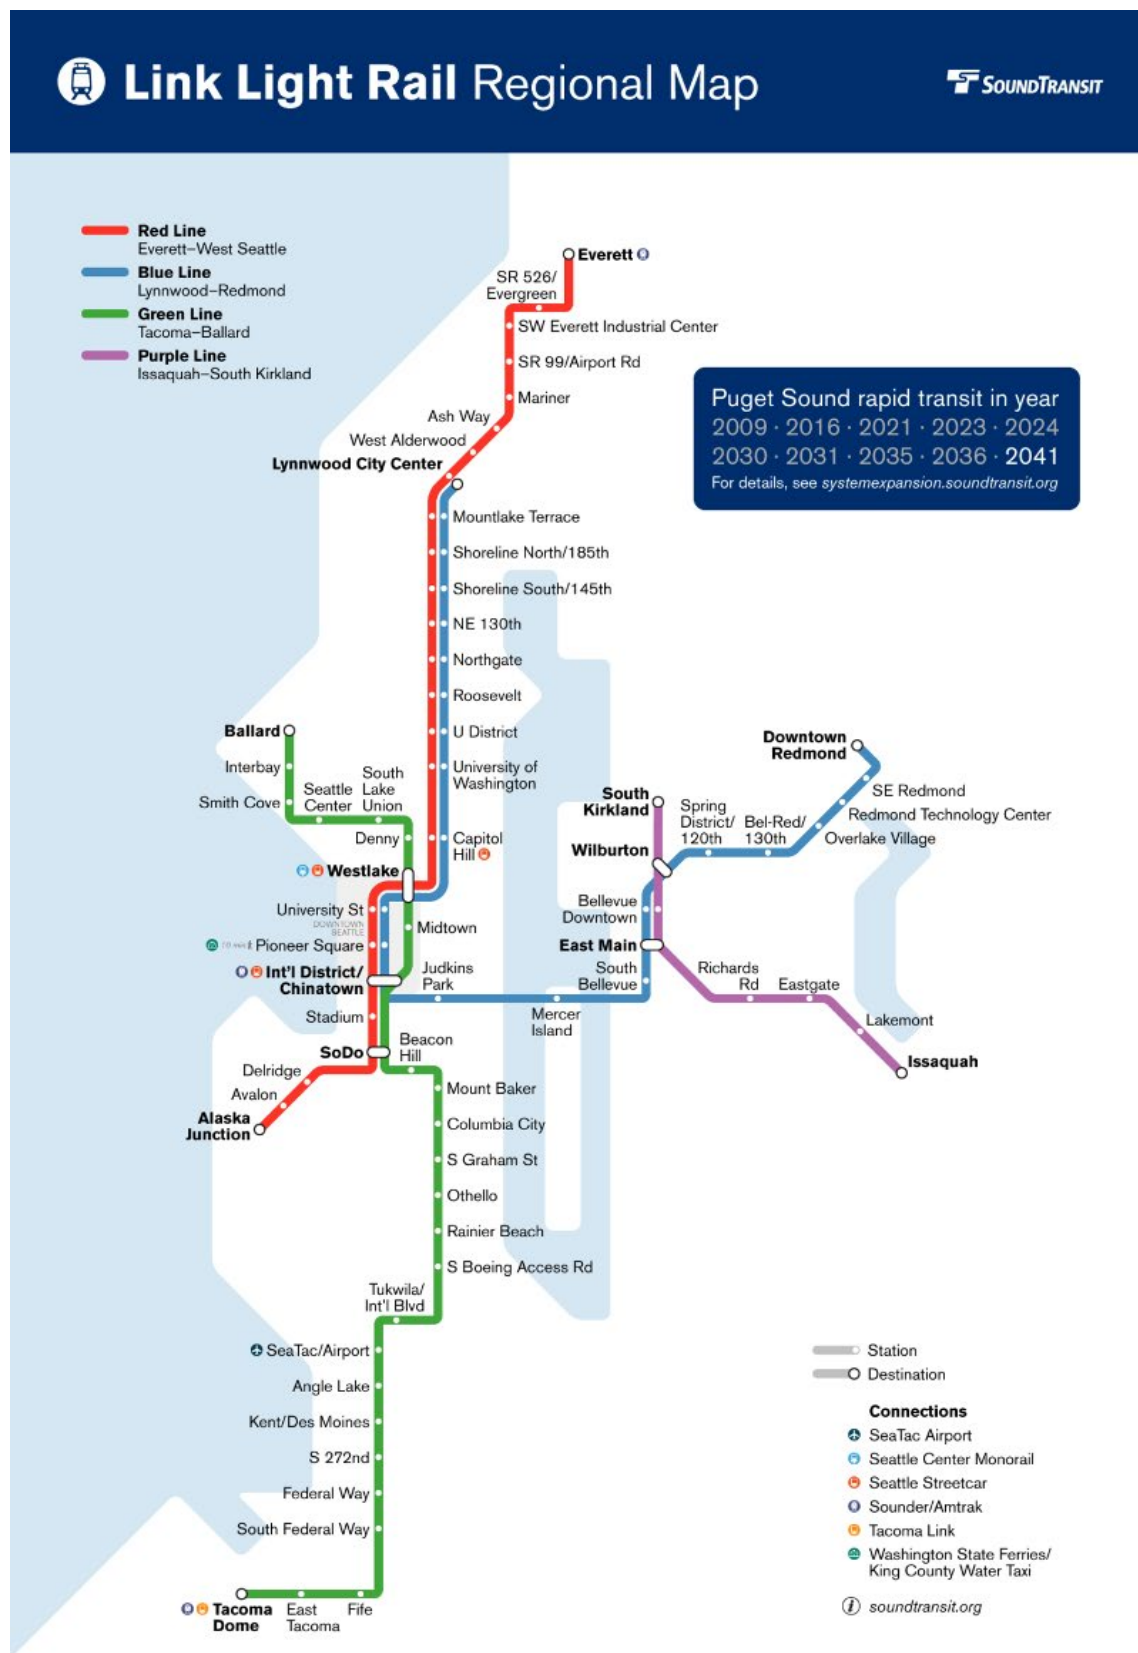 Link Light Rail Regional Map
SOUNDTRANSIT
Red Line
Everett–West Seattle
Blue Line
Lynnwood–Redmond
Green Line
Tacoma–Ballard
Purple Line
Issaquah–South Kirkland
Puget Sound rapid transit in year
2009 · 2016 · 2021 · 2023 · 2024
2030 · 2031 · 2035 · 2036 · 2041
For details, see systemexpansion.soundtransit.org
Everett
SR 526/
Evergreen
SW Everett Industrial Center
SR 99/Airport Rd
Mariner
Ash Way
West Alderwood
Lynnwood City Center
Mountlake Terrace
Shoreline North/185th
Shoreline South/145th
NE 130th
Northgate
Roosevelt
U District
University of
Washington
Capitol
Hill
Ballard
Interbay
Smith Cove
Seattle
Center
South
Lake
Union
Denny
Westlake
University St
DOWNTOWN
SEATTLE
Midtown
Pioneer Square
Int'l District/
Chinatown
Stadium
SoDo
Delridge
Avalon
Alaska
Junction
Judkins
Park
Mercer
Island
South
Bellevue
East Main
Bellevue
Downtown
Wilburton
South
Kirkland
Spring
District/
120th
Bel-Red/
130th
Overlake Village
Redmond Technology Center
SE Redmond
Downtown
Redmond
Richards
Rd
Eastgate
Lakemont
Issaquah
Beacon
Hill
Mount Baker
Columbia City
S Graham St
Othello
Rainier Beach
S Boeing Access Rd
Tukwila/
Int'l Blvd
SeaTac/Airport
Angle Lake
Kent/Des Moines
S 272nd
Federal Way
South Federal Way
Fife
East
Tacoma
Tacoma
Dome
Station
Destination
Connections
SeaTac Airport
Seattle Center Monorail
Seattle Streetcar
Sounder/Amtrak
Tacoma Link
Washington State Ferries/
King County Water Taxi
soundtransit.org